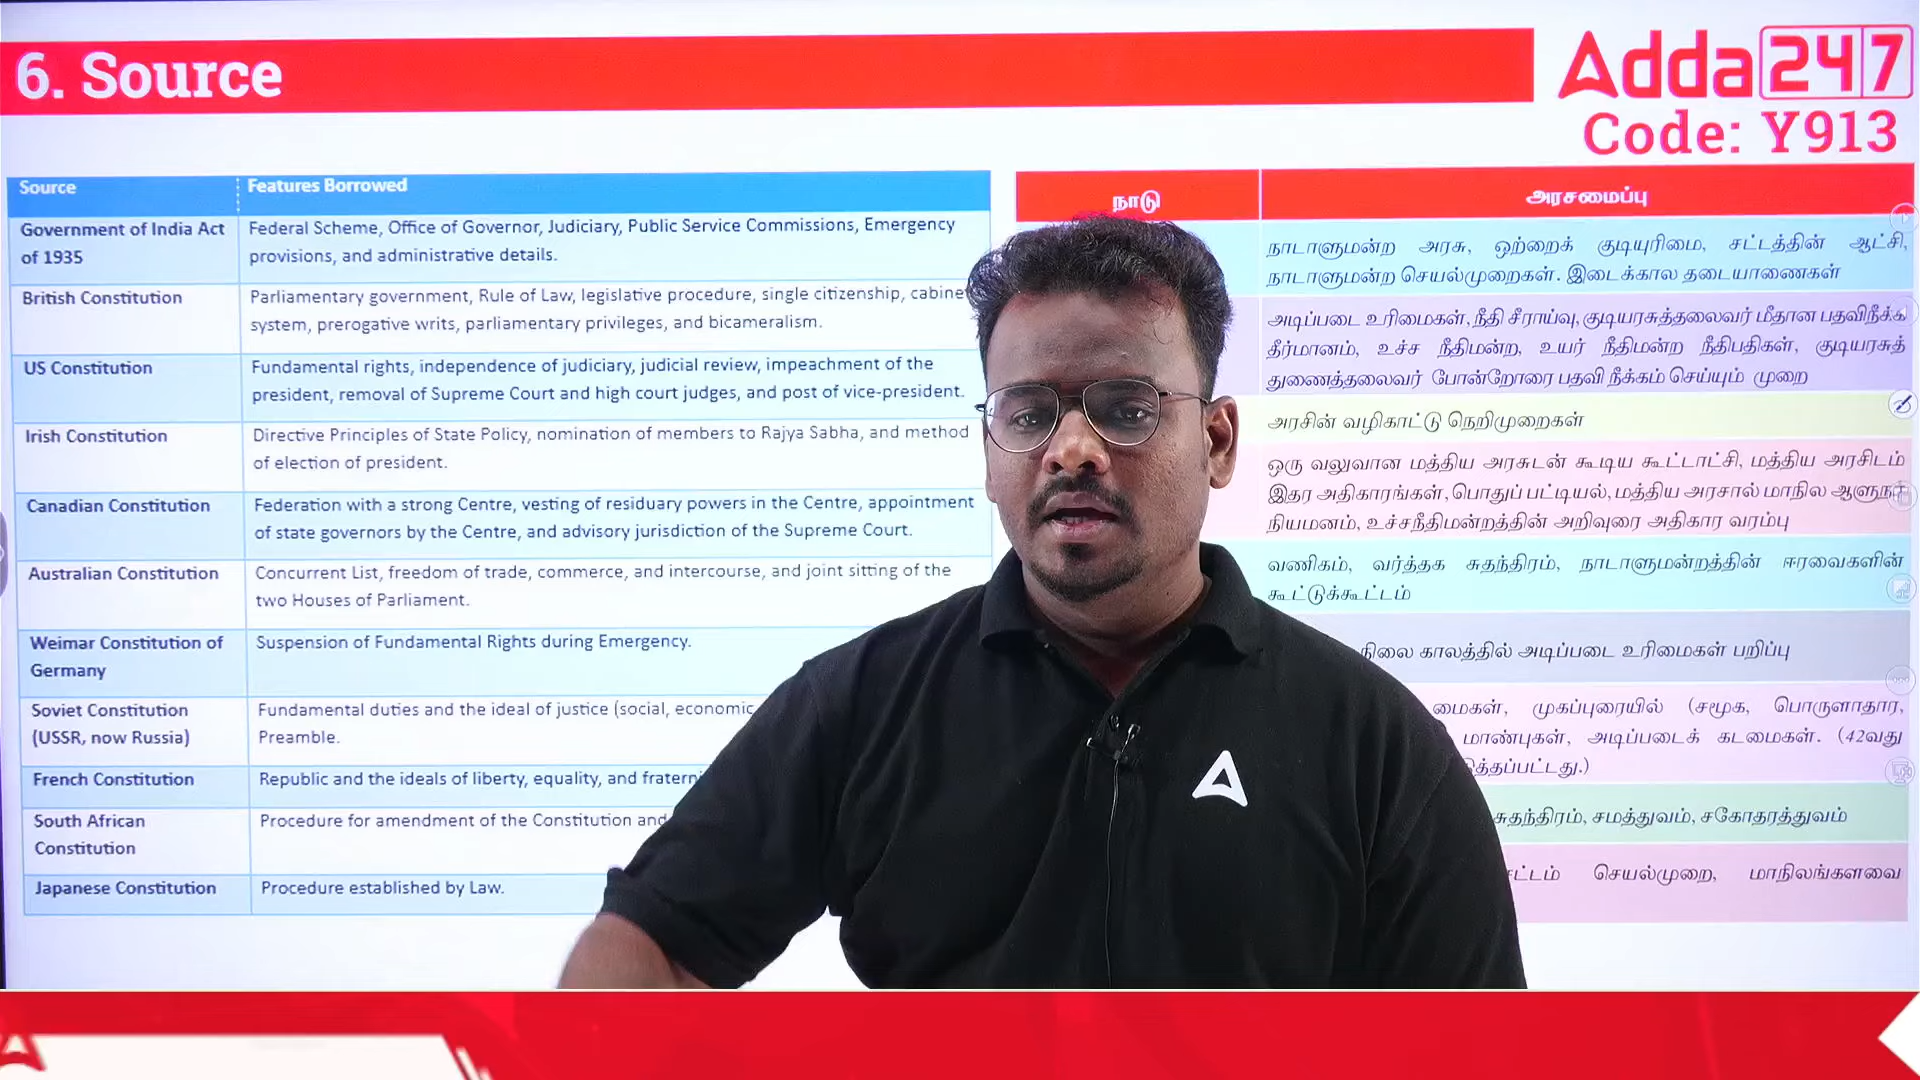 6. Source
Adda247
Code: Y913
Source
Features Borrowed
Government of India Act
of 1935
Federal Scheme, Office of Governor, Judiciary, Public Service Commissions, Emergency
provisions, and administrative details.
British Constitution
Parliamentary government, Rule of Law, legislative procedure, single citizenship, cabinet
system, prerogative writs, parliamentary privileges, and bicameralism.
US Constitution
Fundamental rights, independence of judiciary, judicial review, impeachment of the
president, removal of Supreme Court and high court judges, and post of vice-president.
Irish Constitution
Directive Principles of State Policy, nomination of members to Rajya Sabha, and method
of election of president.
Canadian Constitution
Federation with a strong Centre, vesting of residuary powers in the Centre, appointment
of state governors by the Centre, and advisory jurisdiction of the Supreme Court.
Australian Constitution
Concurrent List, freedom of trade, commerce, and intercourse, and joint sitting of the
two Houses of Parliament.
Weimar Constitution of
Germany
Suspension of Fundamental Rights during Emergency.
Soviet Constitution
(USSR, now Russia)
Fundamental duties and the ideal of justice (social, economic,
Preamble.
French Constitution
Republic and the ideals of liberty, equality, and
South African
Constitution
Procedure for amendment of the Constitution and
Japanese Constitution
Procedure established by Law.
நாடு
அரசமைப்பு
நாடாளுமன்ற அரசு, ஒற்றைக் குடியுரிமை, சட்டத்தின் ஆட்சி,
நாடாளுமன்ற செயல்முறைகள். இடைக்கால தடையாணைகள்
அடிப்படை உரிமைகள், நீதி சீராய்வு, குடியரசுத்தலைவர் மீதான பதவிநீக்க
தீர்மானம், உச்ச நீதிமன்ற, உயர் நீதிமன்ற நீதிபதிகள், குடியரசுத்
துணைத்தலைவர் போன்றோரை பதவி நீக்கம் செய்யும் முறை
அரசின் வழிகாட்டு நெறிமுறைகள்
ஒரு வலுவான மத்திய அரசுடன் கூடிய கூட்டாட்சி, மத்திய அரசிடம்
இதர அதிகாரங்கள், பொதுப் பட்டியல், மத்திய அரசால் மாநில ஆளுநர்
நியமனம், உச்சநீதிமன்றத்தின் அறிவுரை அதிகார வரம்பு
வணிகம், வர்த்தக சுதந்திரம், நாடாளுமன்றத்தின் ஈரவைகளின்
கூட்டுக்கூட்டம்
நிலை காலத்தில் அடிப்படை உரிமைகள் பறிப்பு
முகப்புரையில் (சமூக, பொருளாதார,
மாண்புகள், அடிப்படைக் கடமைகள். (42வது
சுதந்திரம், சமத்துவம், சகோதரத்துவம்
செயல்முறை, மாநிலங்களவை